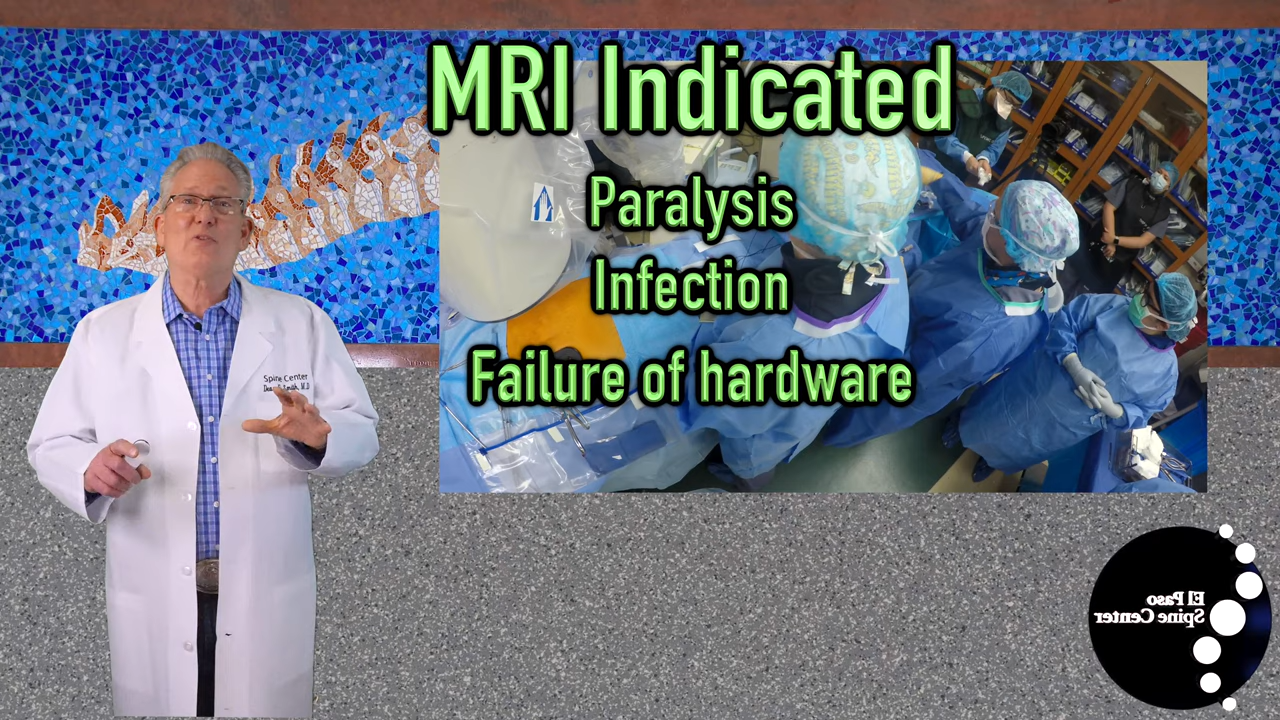 MRI Indicated
Paralysis
Infection
Failure of hardware
Spine Center
El Paso
Spine Center